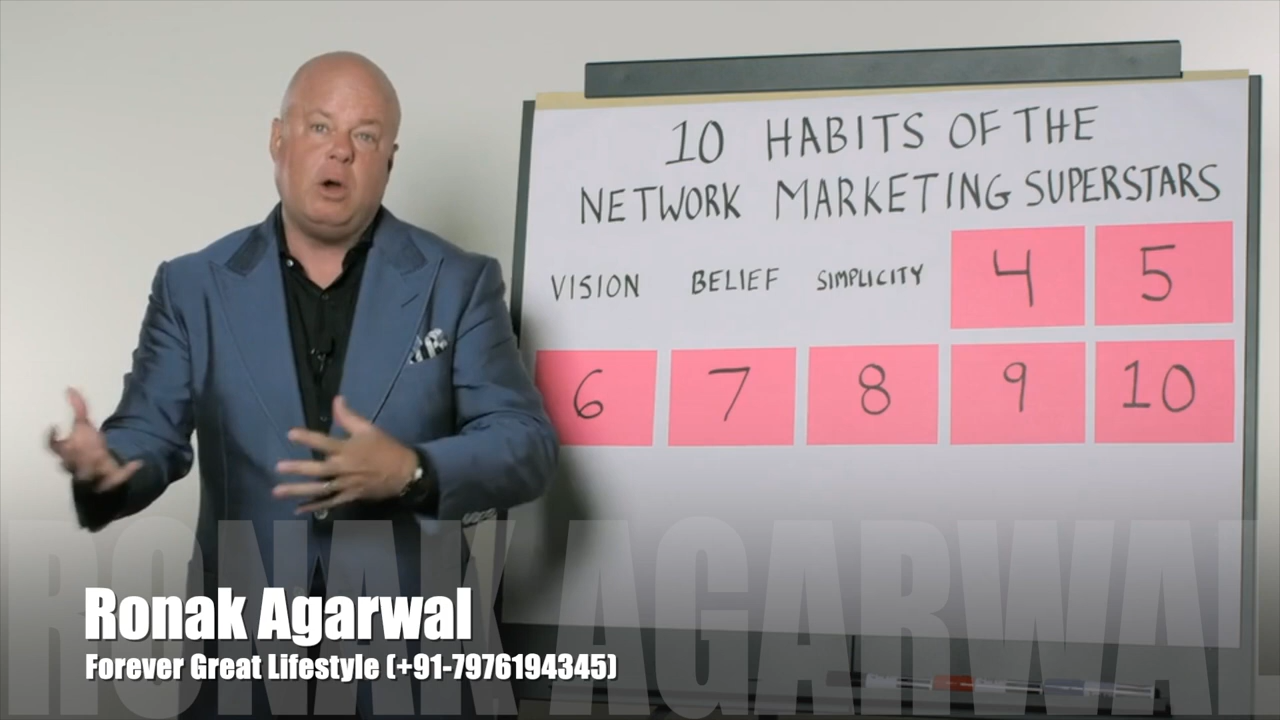 10 HABITS OF THE
NETWORK MARKETING SUPERSTARS
VISION BELIEF SIMPLICITY 4 5
6 7 8 9 10
RONAK AGARWAL
Ronak Agarwal
Forever Great Lifestyle (+91-7976194345)